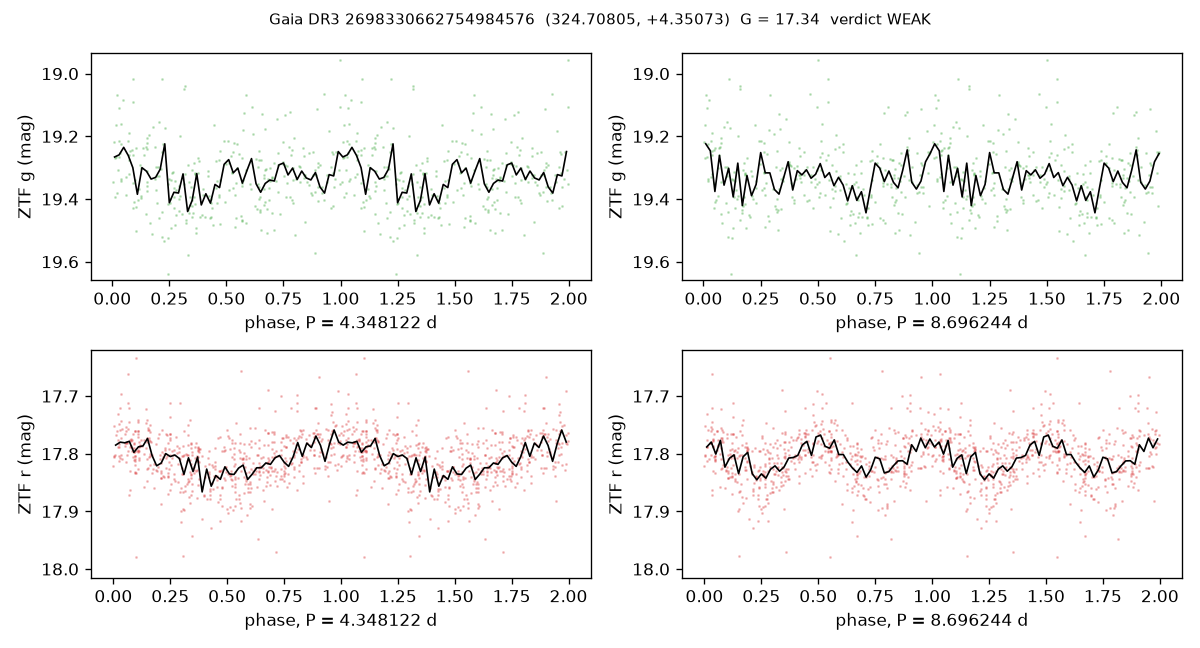 Gaia DR3 2698330662754984576 (324.70805, +4.35073) G = 17.34 verdict WEAK
ZTF g (mag)
19.0
19.2
19.4
19.6
0.00 0.25 0.50 0.75 1.00 1.25 1.50 1.75 2.00
phase, P = 4.348122 d
ZTF g (mag)
19.0
19.2
19.4
19.6
0.00 0.25 0.50 0.75 1.00 1.25 1.50 1.75 2.00
phase, P = 8.696244 d
ZTF r (mag)
17.7
17.8
17.9
18.0
0.00 0.25 0.50 0.75 1.00 1.25 1.50 1.75 2.00
phase, P = 4.348122 d
ZTF r (mag)
17.7
17.8
17.9
18.0
0.00 0.25 0.50 0.75 1.00 1.25 1.50 1.75 2.00
phase, P = 8.696244 d